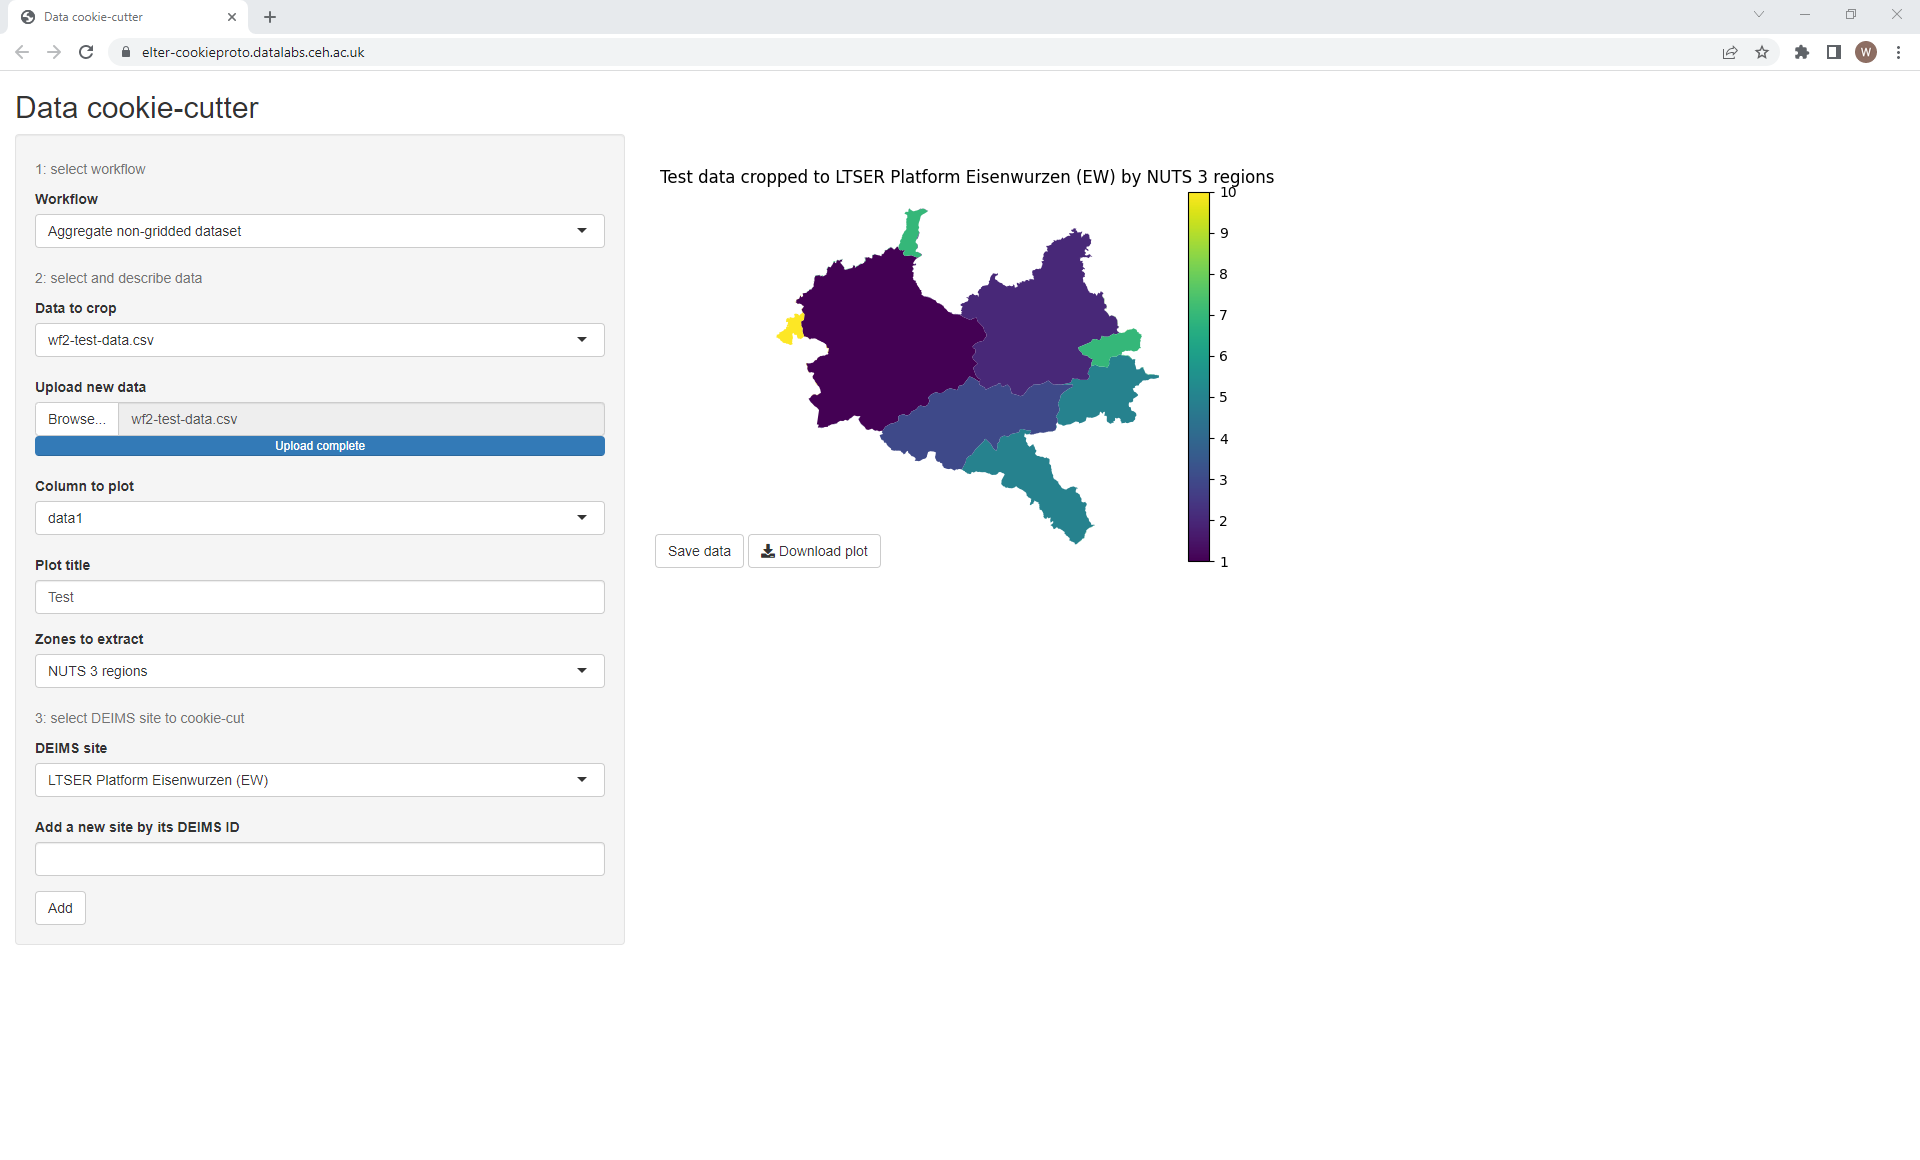 Data cookie-cutter
elter-cookieproto.datalabs.ceh.ac.uk
W
Data cookie-cutter
1: select workflow
Workflow
Aggregate non-gridded dataset
2: select and describe data
Data to crop
wf2-test-data.csv
Upload new data
Browse... wf2-test-data.csv
Upload complete
Column to plot
data1
Plot title
Test
Zones to extract
NUTS 3 regions
3: select DEIMS site to cookie-cut
DEIMS site
LTSER Platform Eisenwurzen (EW)
Add a new site by its DEIMS ID
Add
Test data cropped to LTSER Platform Eisenwurzen (EW) by NUTS 3 regions
10
9
8
7
6
5
4
3
2
1
Save data
Download plot